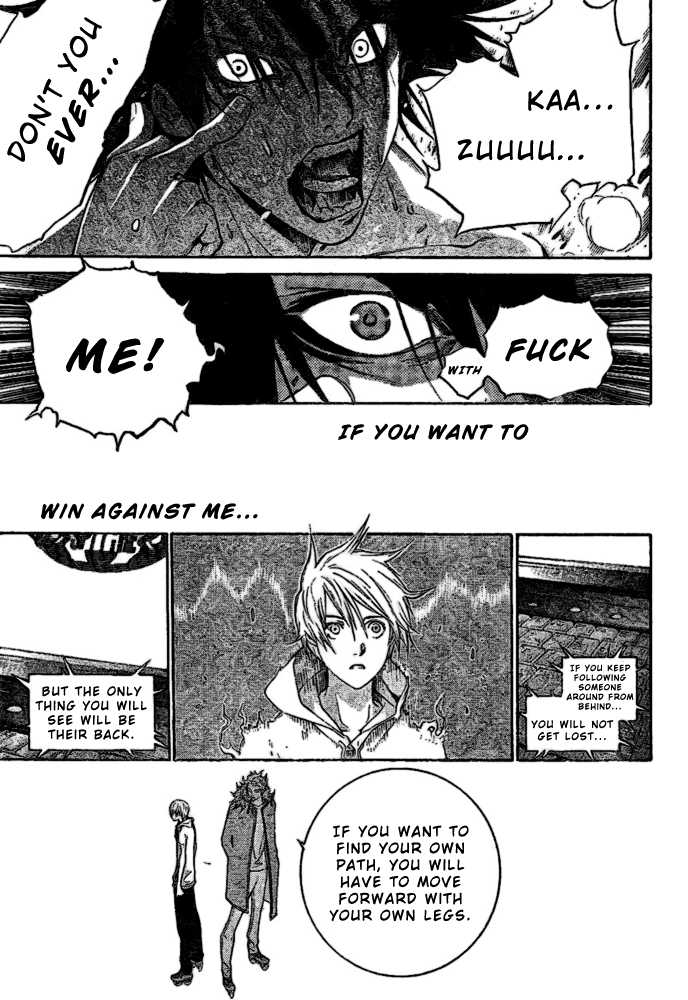 KAA...
ZUUUU...
DON'T YOU
EVER...
FUCK
WITH
ME!
IF YOU WANT TO
WIN AGAINST ME...
IF YOU KEEP
FOLLOWING
SOMEONE
AROUND FROM
BEHIND...
YOU WILL NOT
GET LOST...
BUT THE ONLY
THING YOU WILL
SEE WILL BE
THEIR BACK.
IF YOU WANT TO
FIND YOUR OWN
PATH, YOU WILL
HAVE TO MOVE
FORWARD WITH
YOUR OWN LEGS.